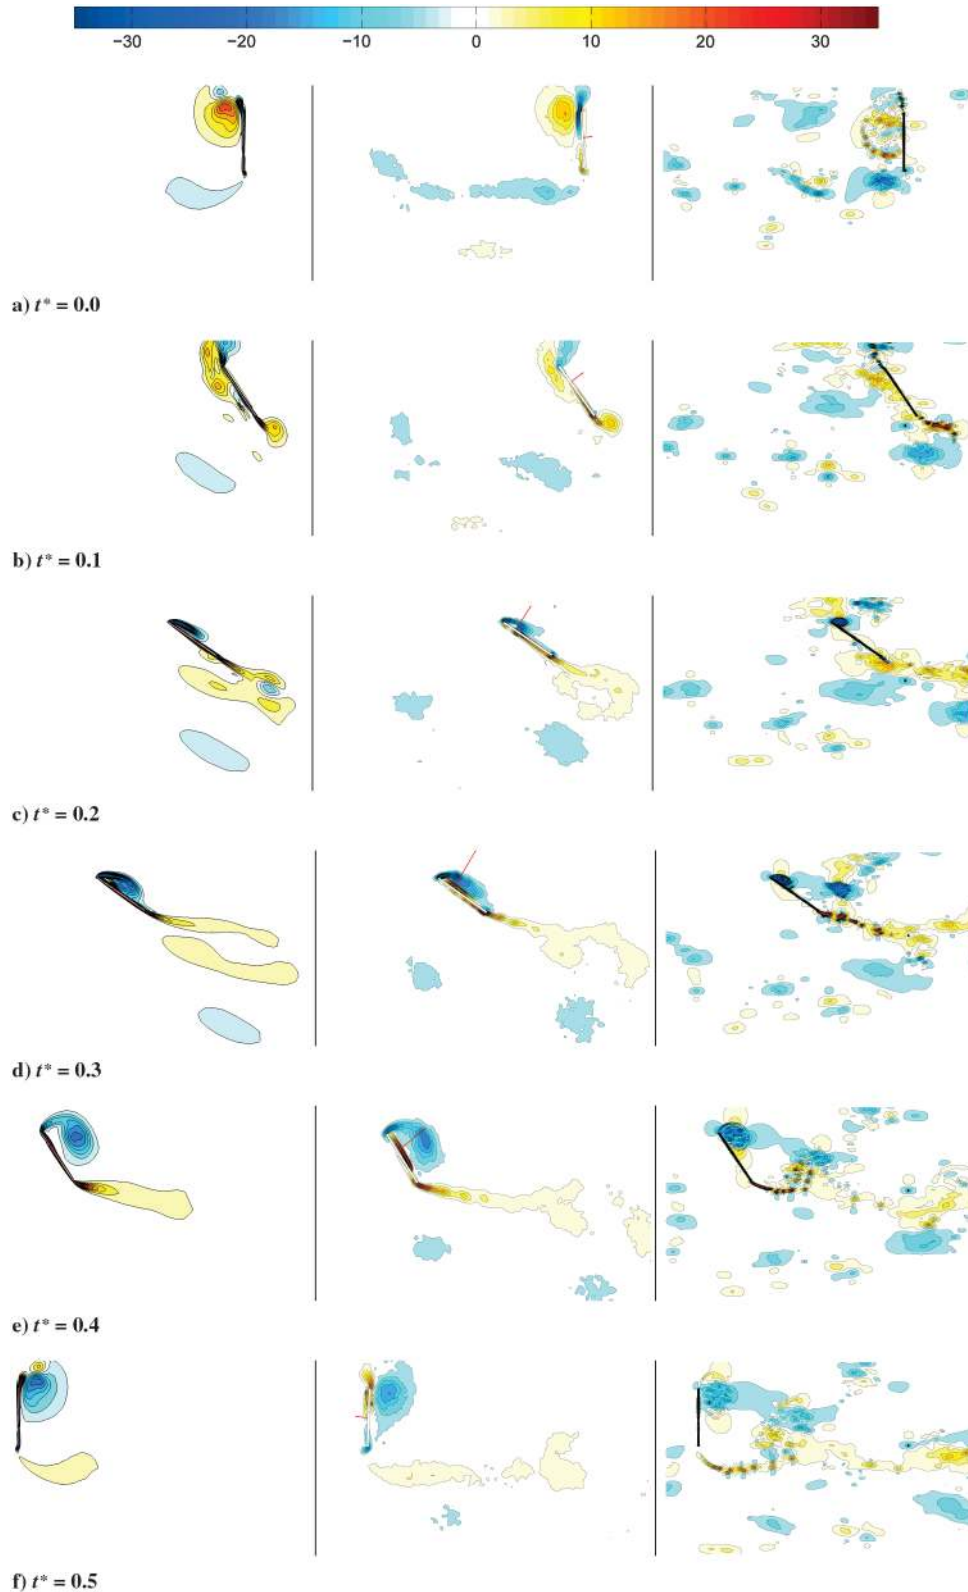 −30 −20 −10 0 10 20 30
a) t* = 0.0
b) t* = 0.1
c) t* = 0.2
d) t* = 0.3
e) t* = 0.4
f) t* = 0.5